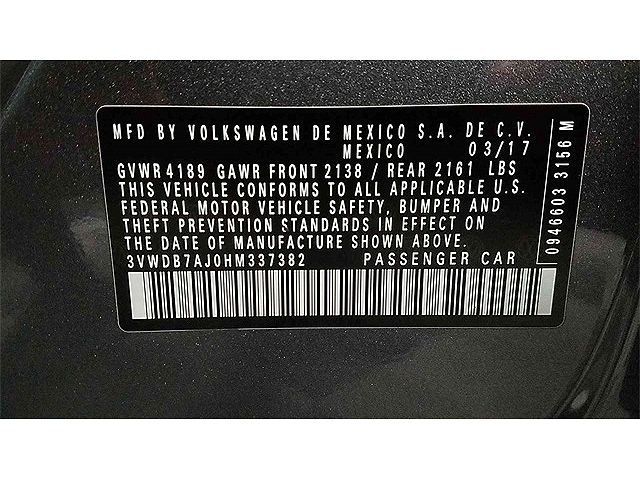 MFD BY VOLKSWAGEN DE MEXICO S.A. DE C.V.
MEXICO 03/17
GVWR 4189 GAWR FRONT 2138 / REAR 2161 LBS
THIS VEHICLE CONFORMS TO ALL APPLICABLE U.S.
FEDERAL MOTOR VEHICLE SAFETY, BUMPER AND
THEFT PREVENTION STANDARDS IN EFFECT ON
THE DATE OF MANUFACTURE SHOWN ABOVE.
3VWDB7AJ0HM337382 PASSENGER CAR
0946603 3156 M